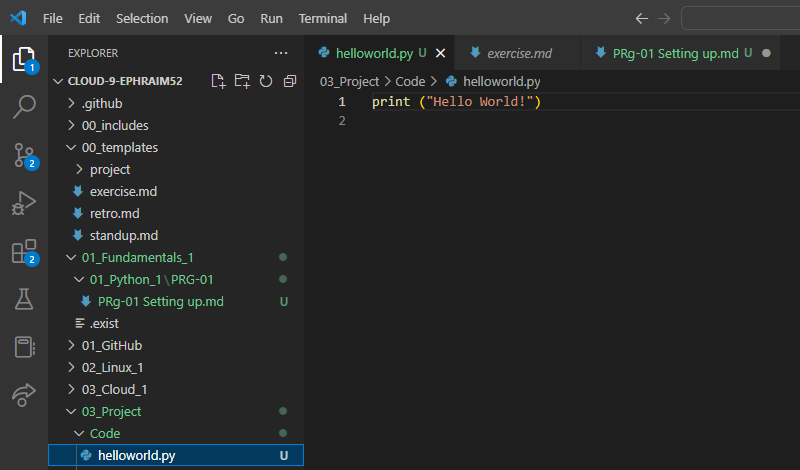 File Edit Selection View Go Run Terminal Help
EXPLORER ...
helloworld.py U
exercise.md
PRg-01 Setting up.md U
1
CLOUD-9-EPHRAIM52
03_Project > Code > helloworld.py
.github
1 print ("Hello World!")
00_includes
2
00_templates
2
project
exercise.md
retro.md
standup.md
01_Fundamentals_1
2
01_Python_1\PRG-01
PRg-01 Setting up.md U
.exist
01_GitHub
02_Linux_1
03_Cloud_1
03_Project
Code
helloworld.py U